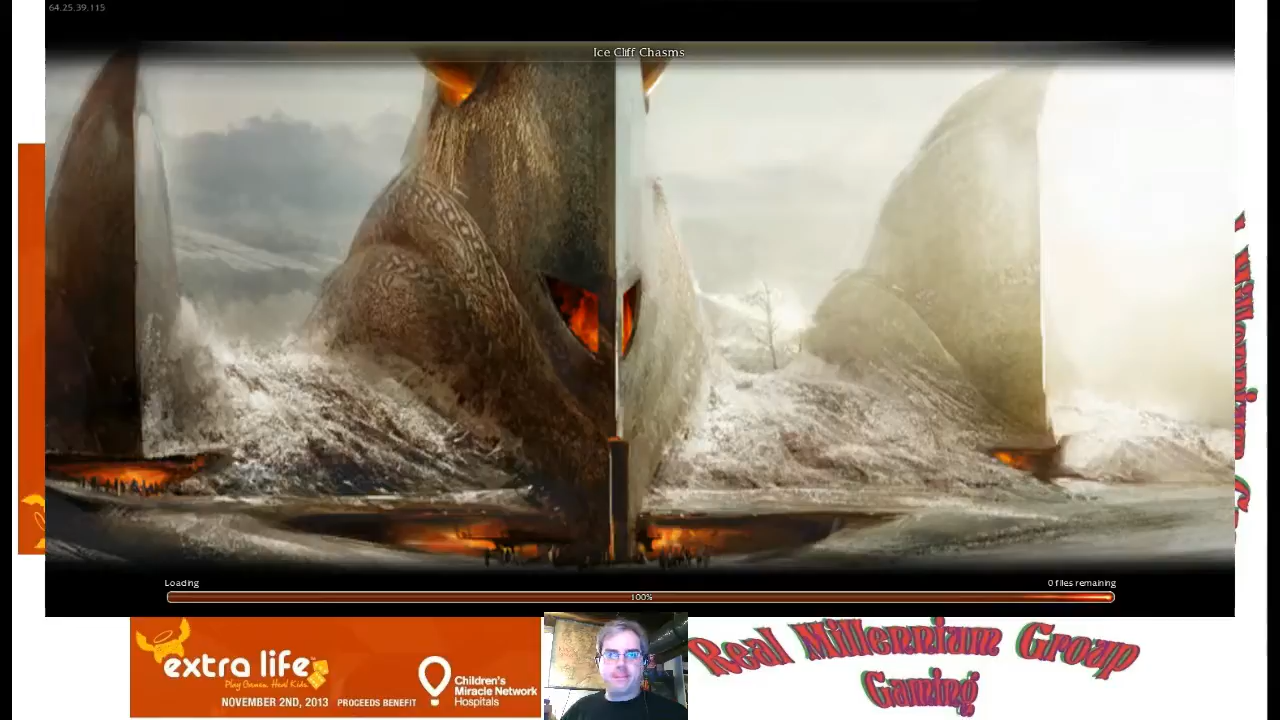 64.25.39.115
Ice Cliff Chasms
Loading
0 files remaining
100%
extra life
Play Games. Heal Kids.
NOVEMBER 2ND, 2013 PROCEEDS BENEFIT
Children's
Miracle Network
Hospitals
Real Millennium Group
Gaming